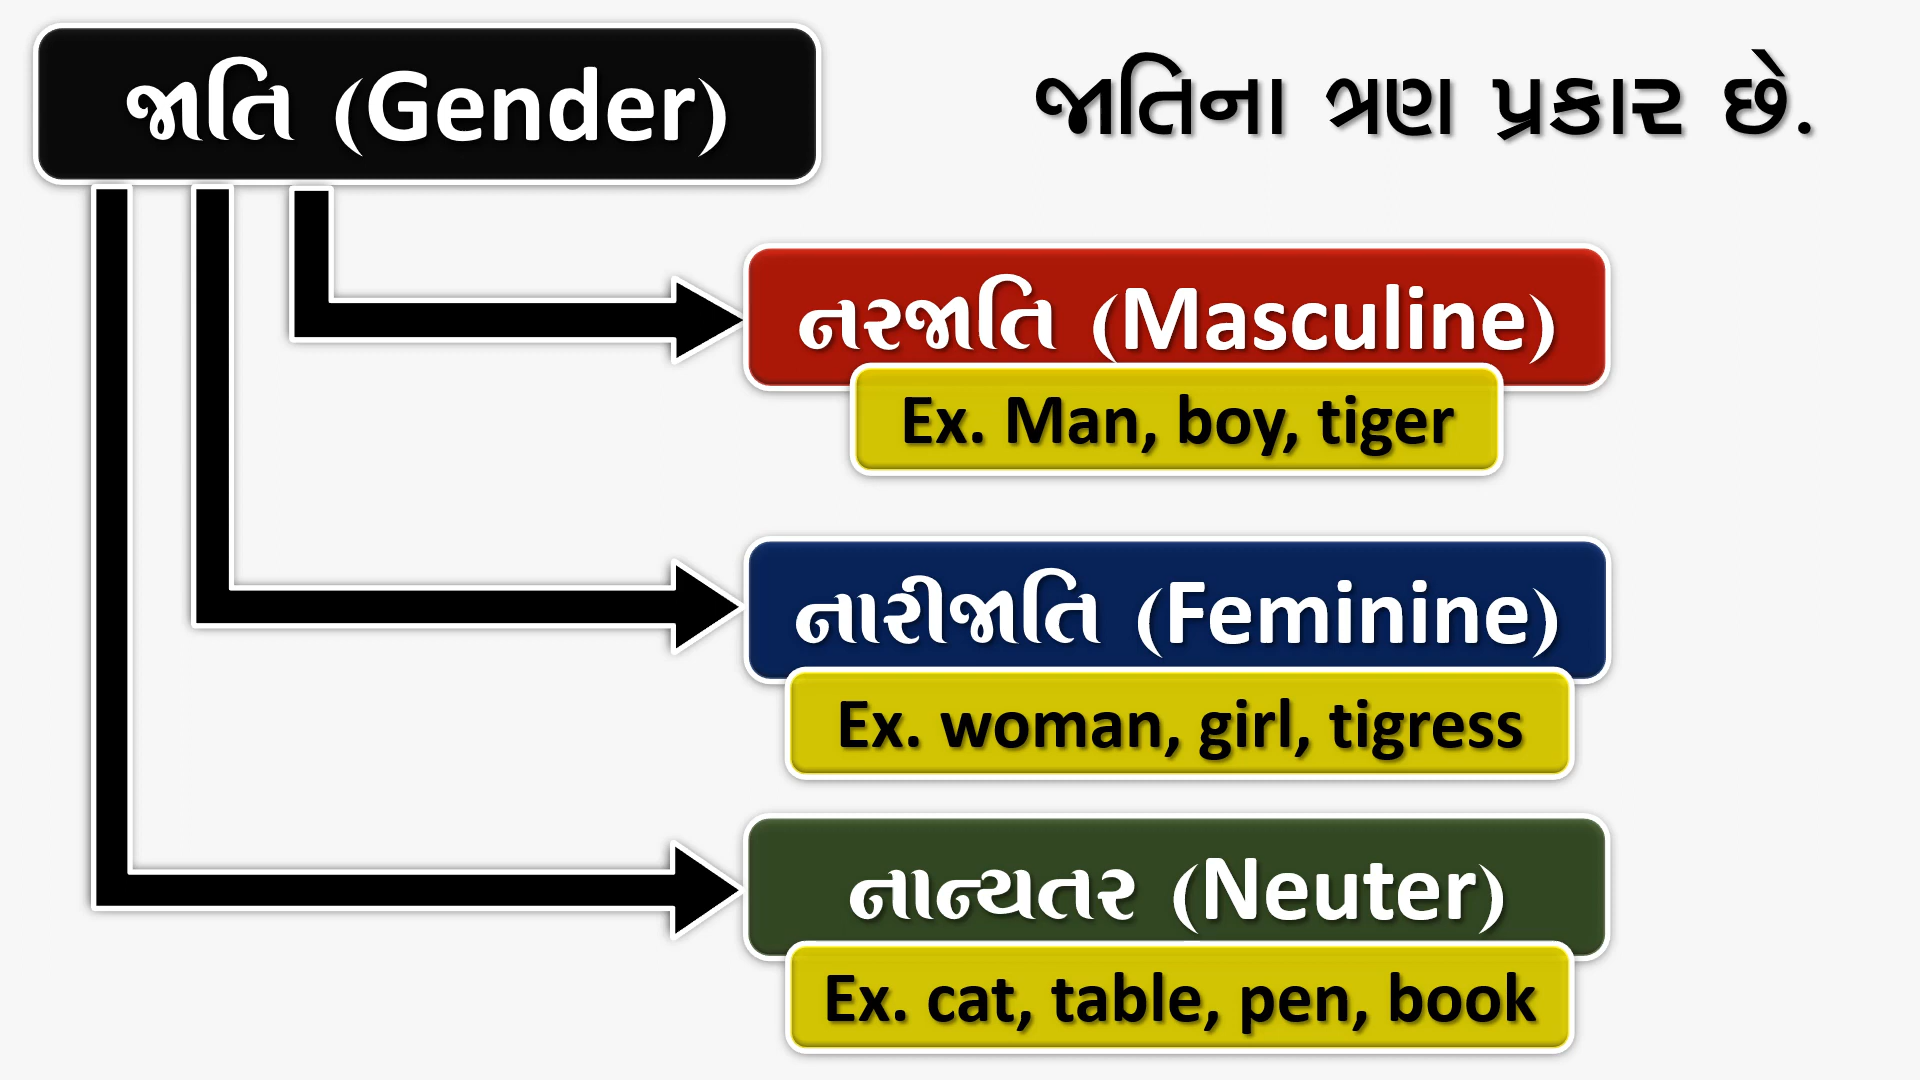 જાતિ (Gender)
જાતિના ત્રણ પ્રકાર છે.
નરજાતિ (Masculine)
Ex. Man, boy, tiger
નારીજાતિ (Feminine)
Ex. woman, girl, tigress
નાન્યતર (Neuter)
Ex. cat, table, pen, book